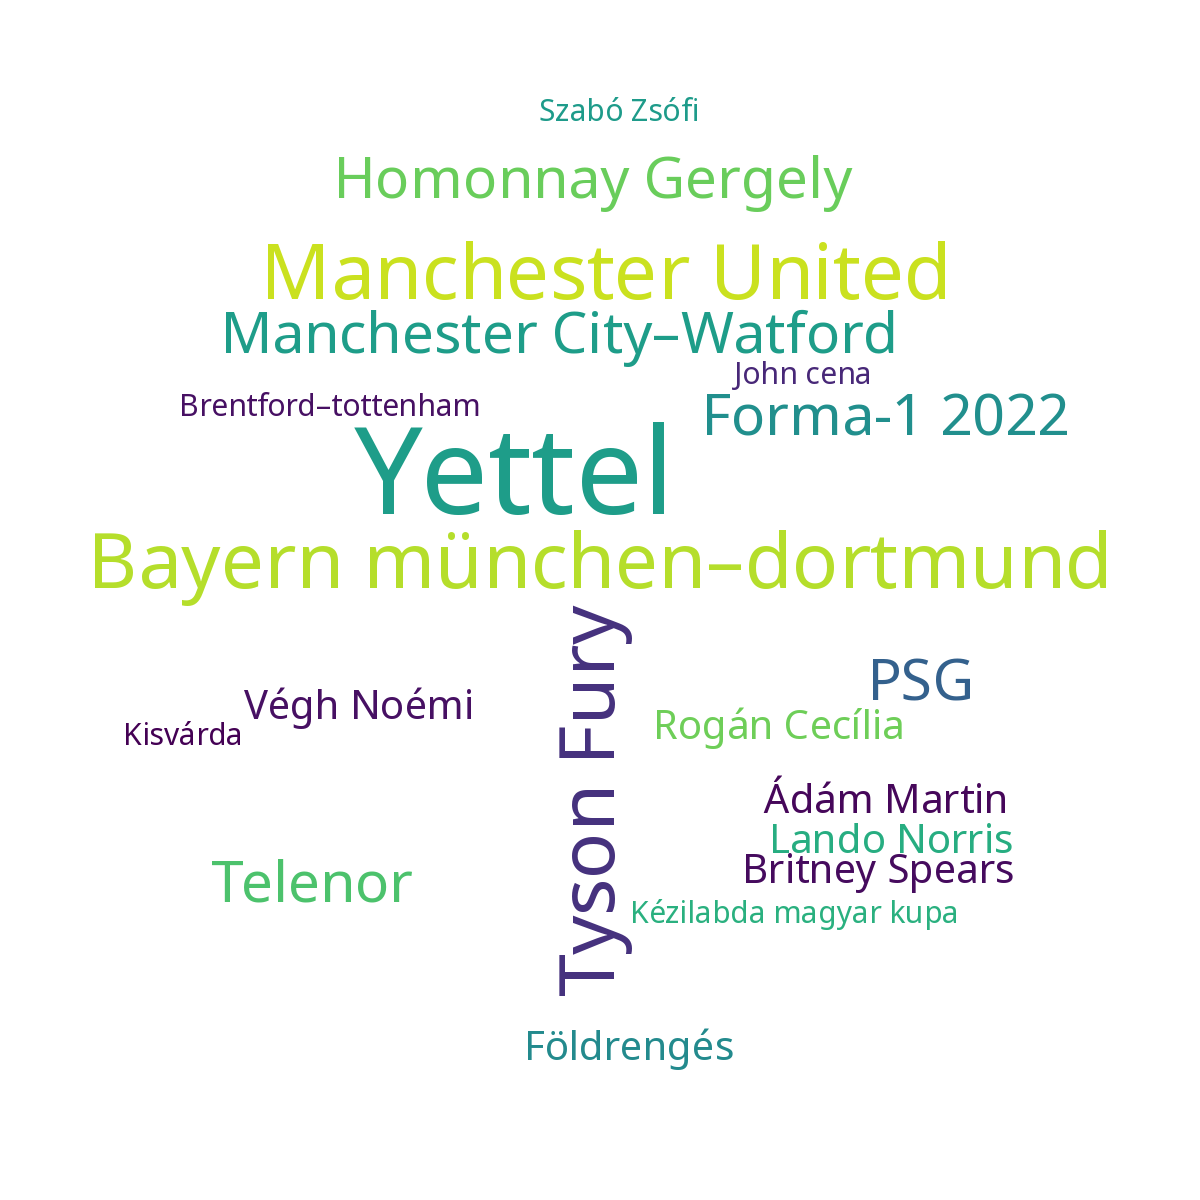 Szabó Zsófi
Homonnay Gergely
Manchester United
Manchester City–Watford
John cena
Brentford–tottenham
Forma-1 2022
Yettel
Bayern münchen–dortmund
Tyson Fury
PSG
Végh Noémi
Rogán Cecília
Kisvárda
Ádám Martin
Lando Norris
Britney Spears
Telenor
Kézilabda magyar kupa
Földrengés